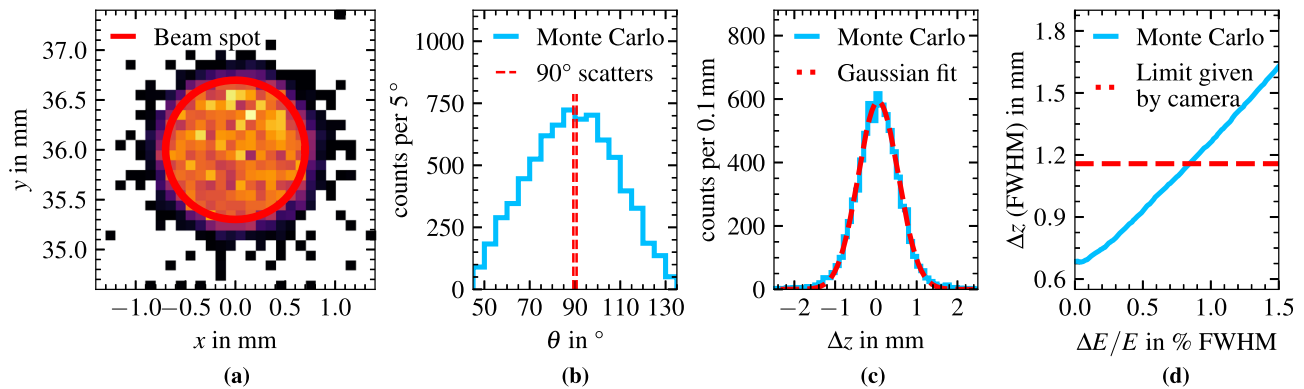 Beam spot
37.0
36.5
36.0
35.5
35.0
y in mm
−1.0 −0.5 0.0 0.5 1.0
x in mm
(a)
Monte Carlo
90° scatters
1000
750
500
250
0
counts per 5°
50 70 90 110 130
θ in °
(b)
Monte Carlo
Gaussian fit
800
600
400
200
0
counts per 0.1 mm
−2 −1 0 1 2
Δz in mm
(c)
Monte Carlo
Limit given
by camera
1.8
1.5
1.2
0.9
0.6
Δz (FWHM) in mm
0.0 0.5 1.0 1.5
ΔE/E in % FWHM
(d)